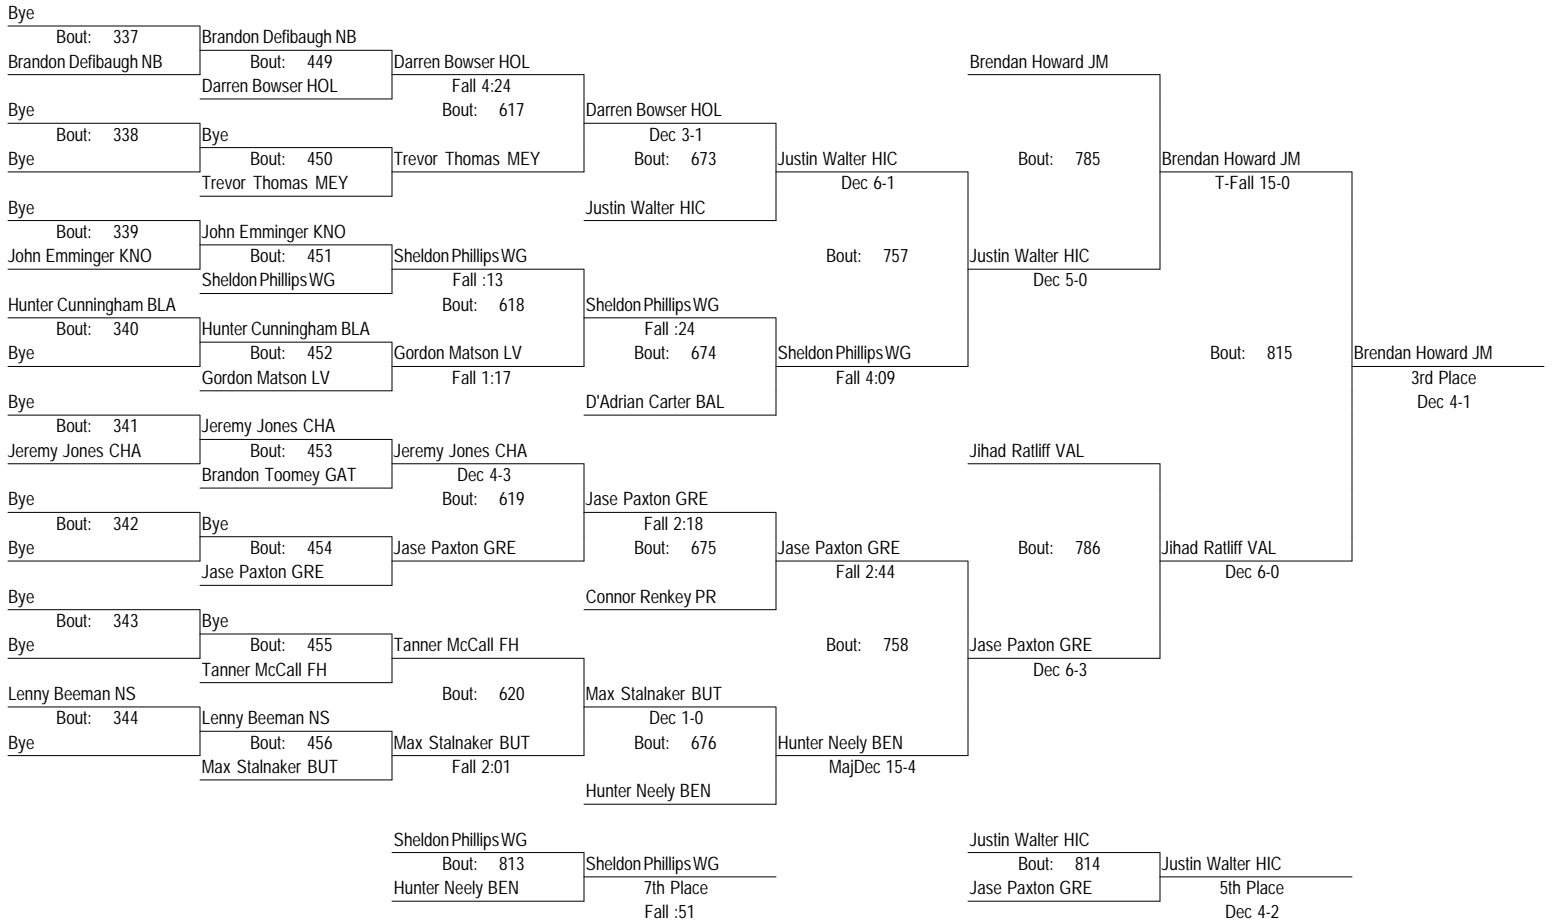 Bye
Bout: 337 Brandon Defibaugh NB
Brandon Defibaugh NB Bout: 449 Darren Bowser HOL Brendan Howard JM
Darren Bowser HOL Fall 4:24
Bye Bout: 617 Darren Bowser HOL
Bout: 338 Bye Dec 3-1
Bye Bout: 450 Trevor Thomas MEY Bout: 673 Justin Walter HIC Bout: 785 Brendan Howard JM
Trevor Thomas MEY Dec 6-1 T-Fall 15-0
Bye Justin Walter HIC
Bout: 339 John Emminger KNO
John Emminger KNO Bout: 451 Sheldon Phillips WG Bout: 757 Justin Walter HIC
Sheldon Phillips WG Fall :13 Dec 5-0
Hunter Cunningham BLA Bout: 618 Sheldon Phillips WG
Bout: 340 Hunter Cunningham BLA Fall :24
Bye Bout: 452 Gordon Matson LV Bout: 674 Sheldon Phillips WG Bout: 815 Brendan Howard JM
Gordon Matson LV Fall 1:17 Fall 4:09 3rd Place
Bye D'Adrian Carter BAL Dec 4-1
Bout: 341 Jeremy Jones CHA
Jeremy Jones CHA Bout: 453 Jeremy Jones CHA Jihad Ratliff VAL
Brandon Toomey GAT Dec 4-3
Bye Bout: 619 Jase Paxton GRE
Bout: 342 Bye Fall 2:18
Bye Bout: 454 Jase Paxton GRE Bout: 675 Jase Paxton GRE Bout: 786 Jihad Ratliff VAL
Jase Paxton GRE Fall 2:44 Dec 6-0
Bye Connor Renkey PR
Bout: 343 Bye
Bye Bout: 455 Tanner McCall FH Bout: 758 Jase Paxton GRE
Tanner McCall FH Dec 6-3
Lenny Beeman NS Bout: 620 Max Stalnaker BUT
Bout: 344 Lenny Beeman NS Dec 1-0
Bye Bout: 456 Max Stalnaker BUT Bout: 676 Hunter Neely BEN
Max Stalnaker BUT Fall 2:01 MajDec 15-4
Hunter Neely BEN
Sheldon Phillips WG Justin Walter HIC
Bout: 813 Sheldon Phillips WG Bout: 814 Justin Walter HIC
Hunter Neely BEN 7th Place Jase Paxton GRE 5th Place
Fall :51 Dec 4-2